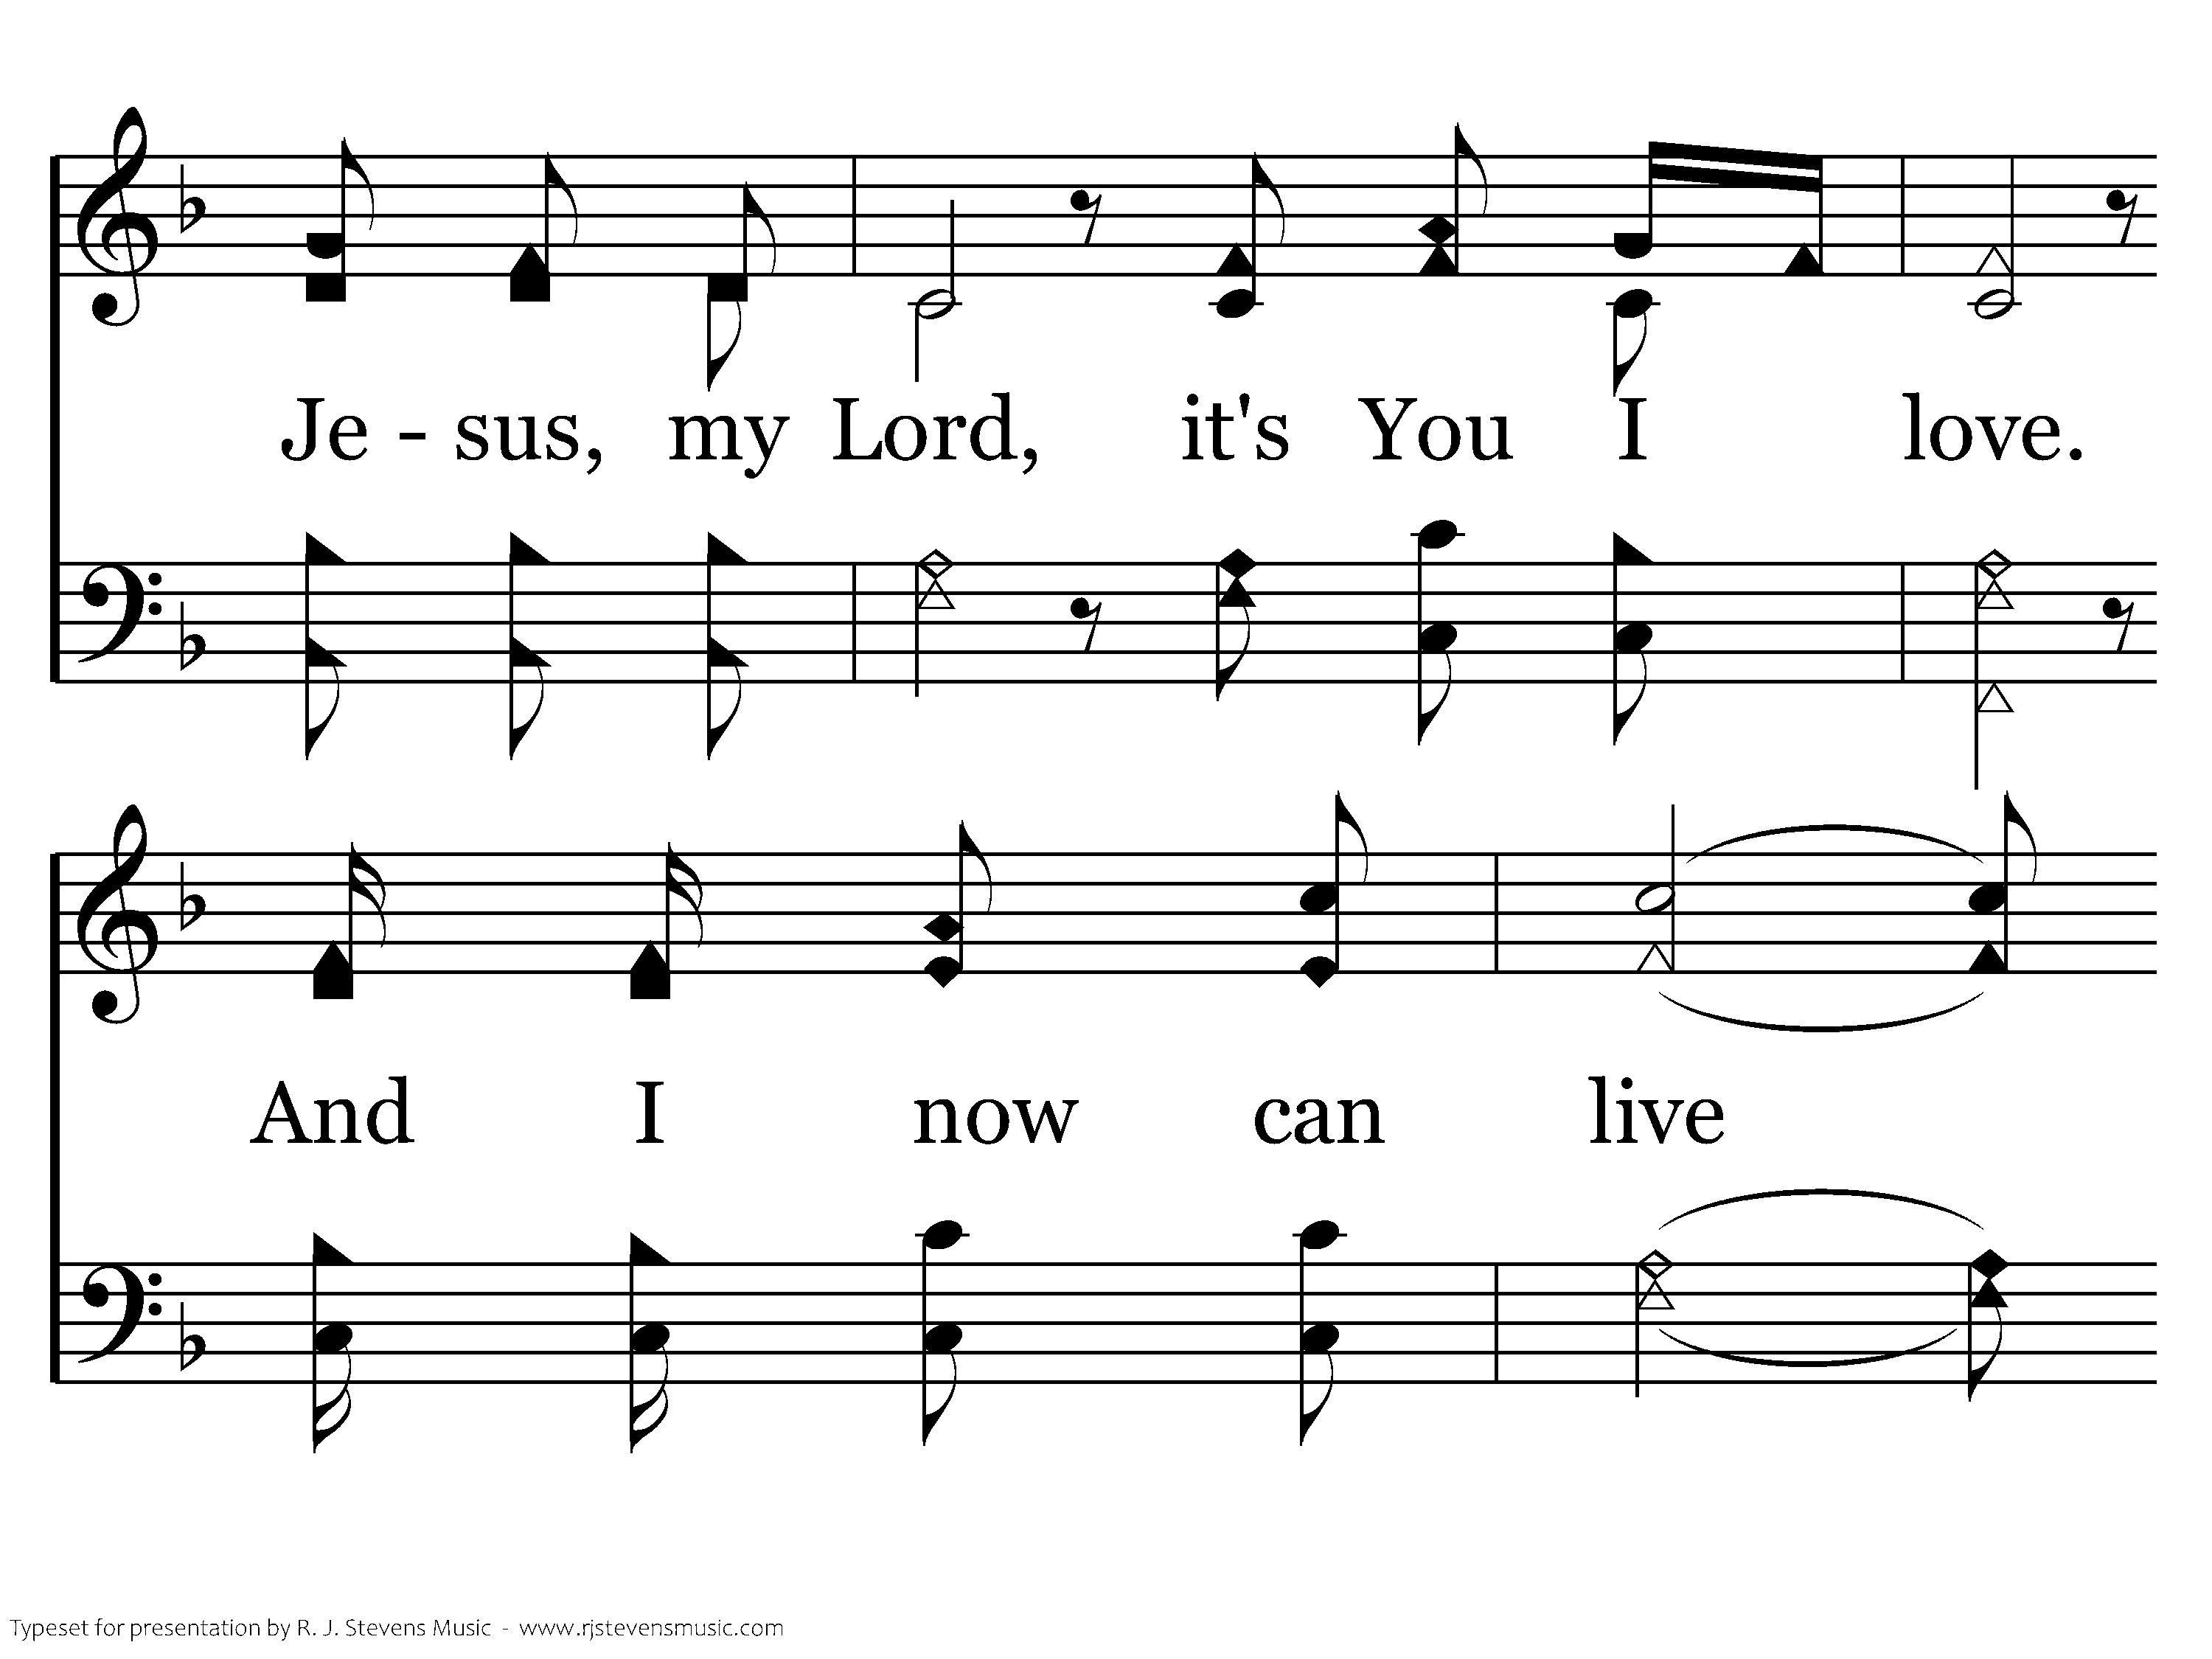 Je - sus, my Lord, it's You I love.
And I now can live
Typeset for presentation by R. J. Stevens Music - www.rjstevensmusic.com